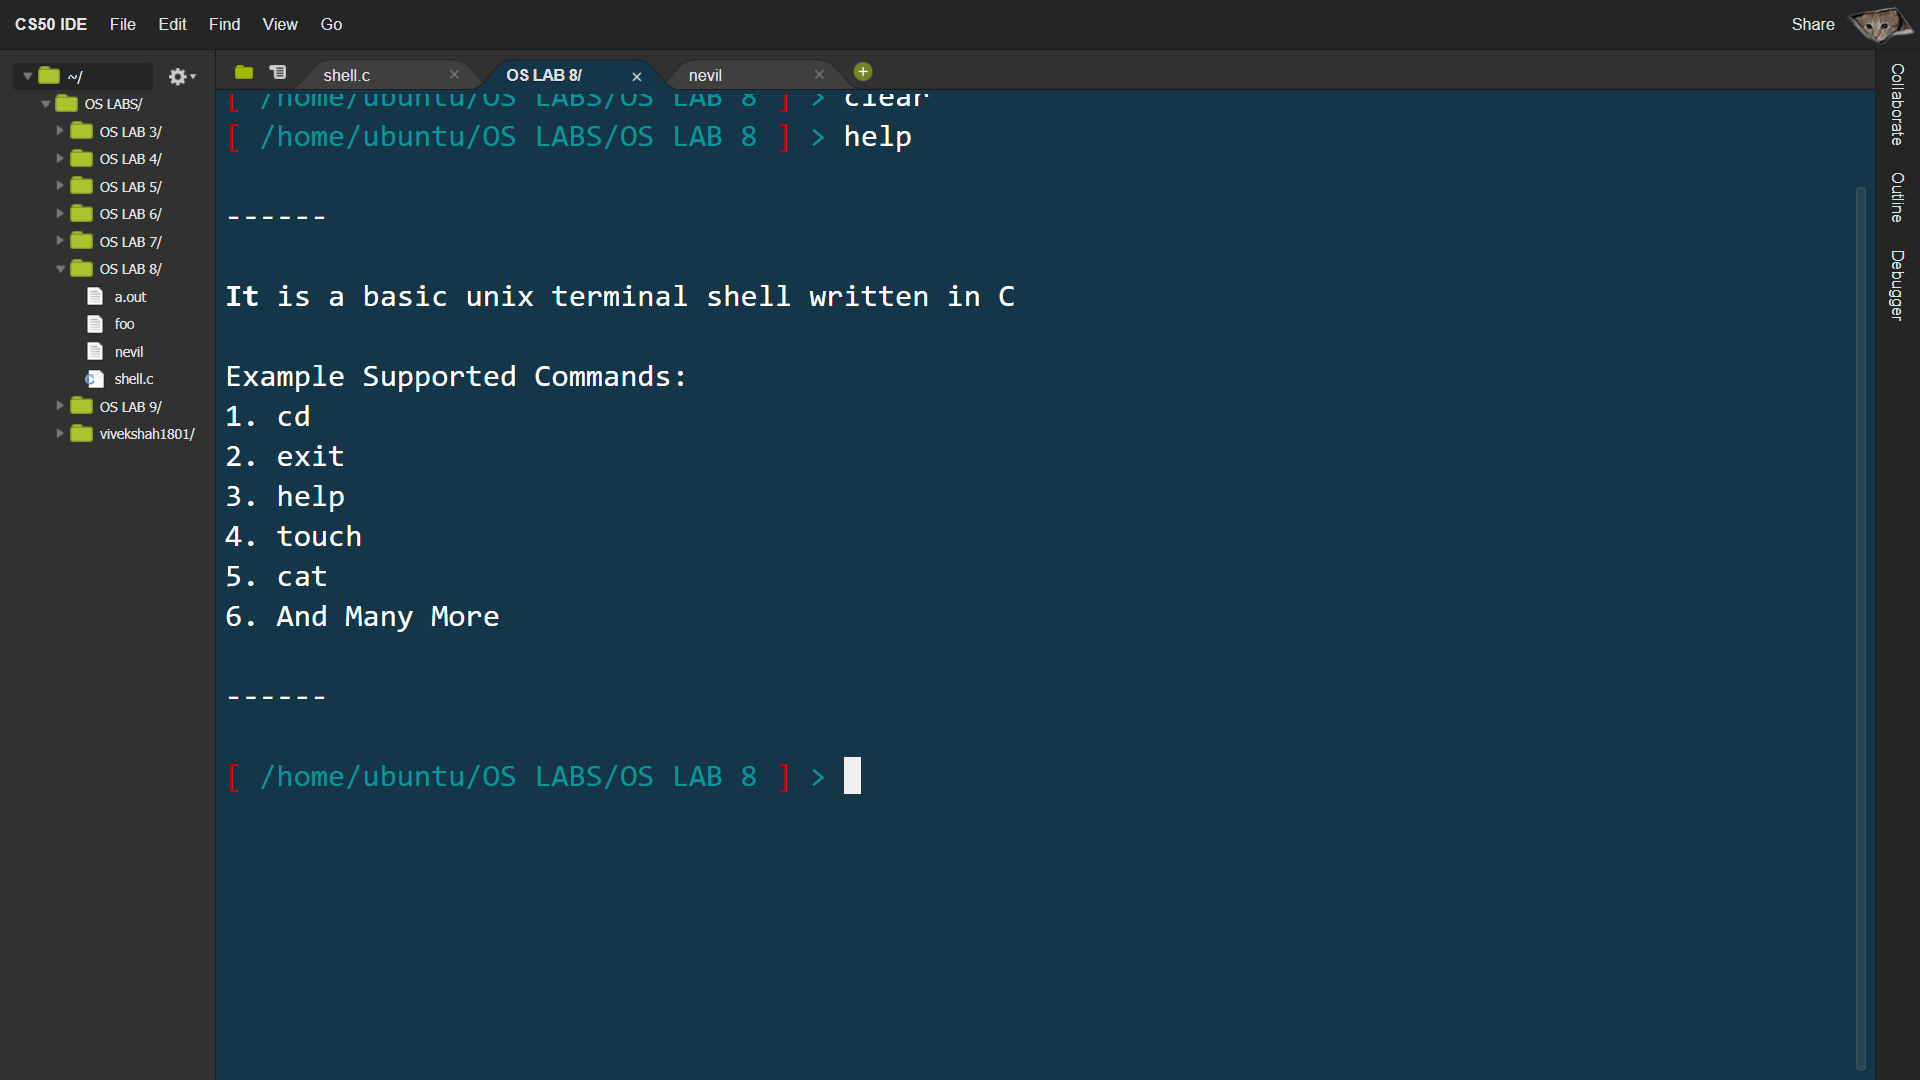 CS50 IDE File Edit Find View Go Share
~/
OS LABS/
OS LAB 3/
OS LAB 4/
OS LAB 5/
OS LAB 6/
OS LAB 7/
OS LAB 8/
a.out
foo
nevil
shell.c
OS LAB 9/
vivekshah1801/
shell.c OS LAB 8/ nevil
[ /home/ubuntu/OS LABS/OS LAB 8 ] > clear
[ /home/ubuntu/OS LABS/OS LAB 8 ] > help
------
It is a basic unix terminal shell written in C
Example Supported Commands:
1. cd
2. exit
3. help
4. touch
5. cat
6. And Many More
------
[ /home/ubuntu/OS LABS/OS LAB 8 ] >
Collaborate
Outline
Debugger